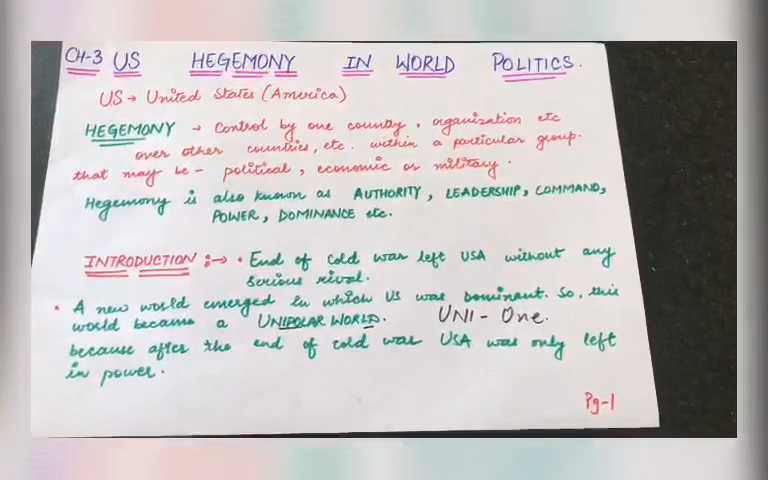 CH-3 US HEGEMONY IN WORLD POLITICS.
US → United States (America)
HEGEMONY → Control by one country, organization etc
over other countries, etc. within a particular group.
that may be - political, economic or military.
Hegemony is also known as AUTHORITY, LEADERSHIP, COMMAND,
POWER, DOMINANCE etc.
INTRODUCTION :→ • End of cold war left USA without any
serious rival.
• A new world emerged in which US was dominant. So, this
world became a UNIPOLAR WORLD. UNI - One.
because after the end of cold war USA was only left
in power.
Pg-1